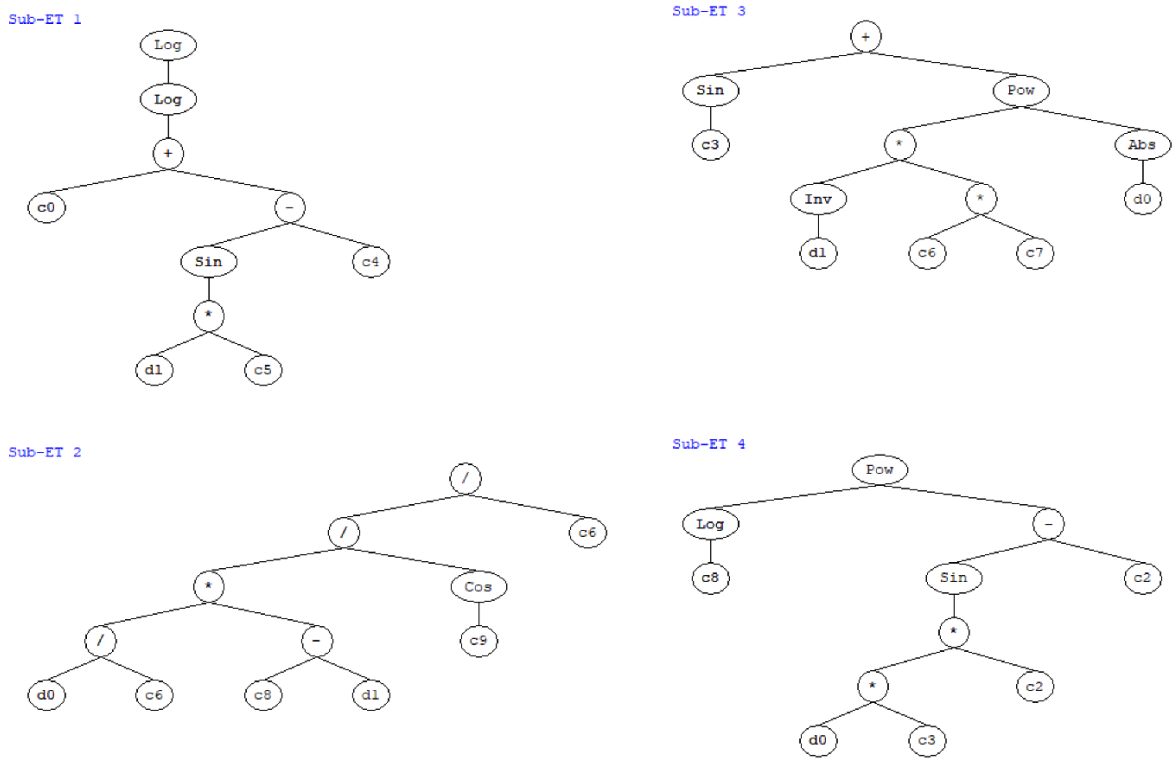 Sub-ET 1
Log
Log
+
c0
-
Sin
c4
*
d1
c5
Sub-ET 3
+
Sin
Pow
c3
*
Abs
Inv
*
d0
d1
c6
c7
Sub-ET 2
/
/
c6
*
Cos
/
-
c9
d0
c6
c8
d1
Sub-ET 4
Pow
Log
-
c8
Sin
c2
*
*
c2
d0
c3